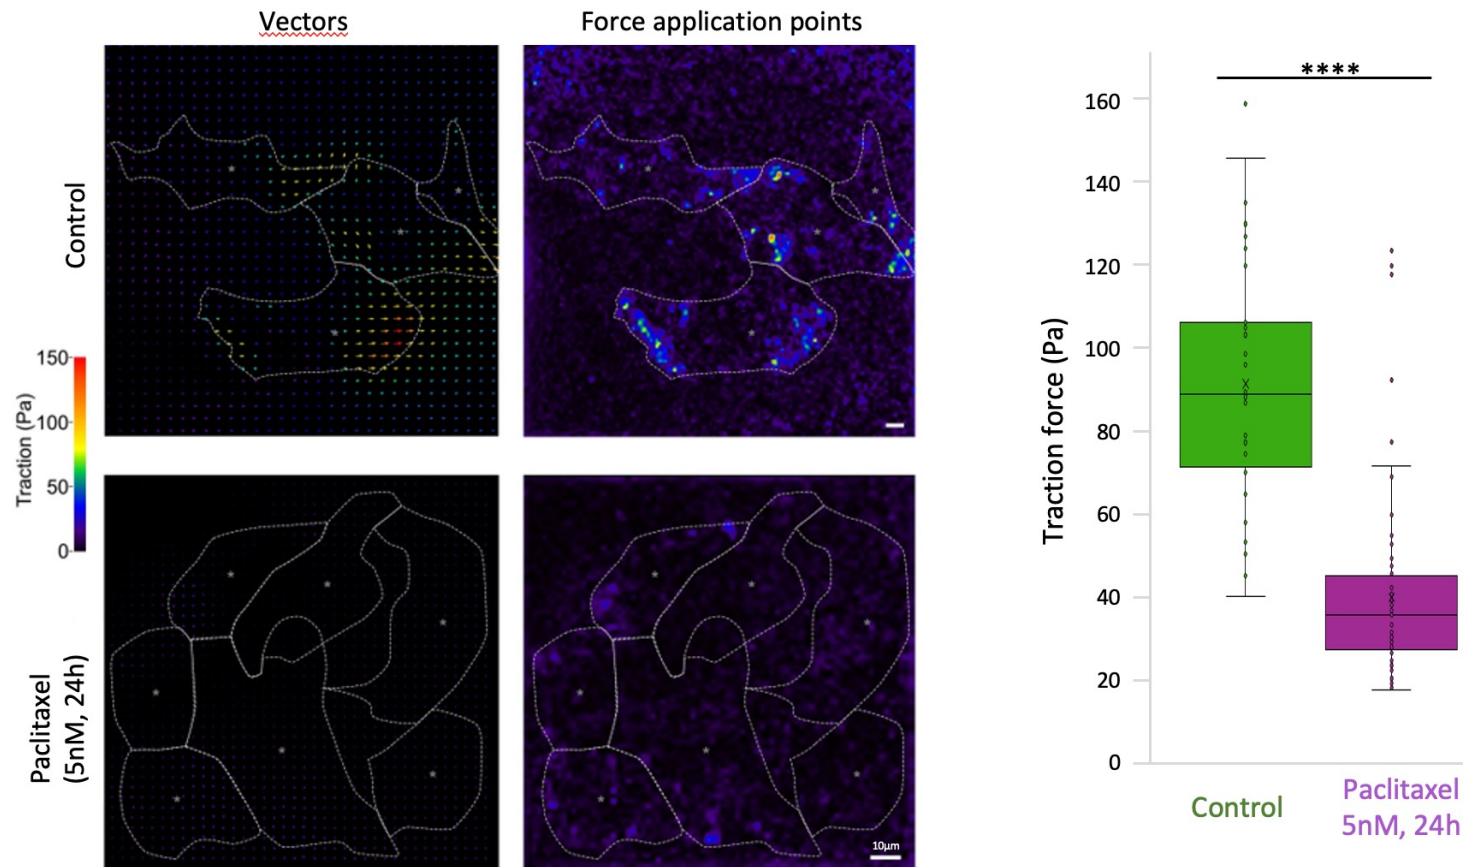 Vectors
Force application points
Control
Traction (Pa)
150
100
50
0
Paclitaxel
(5nM, 24h)
10µm
****
Traction force (Pa)
160
140
120
100
80
60
40
20
0
Control
Paclitaxel
5nM, 24h